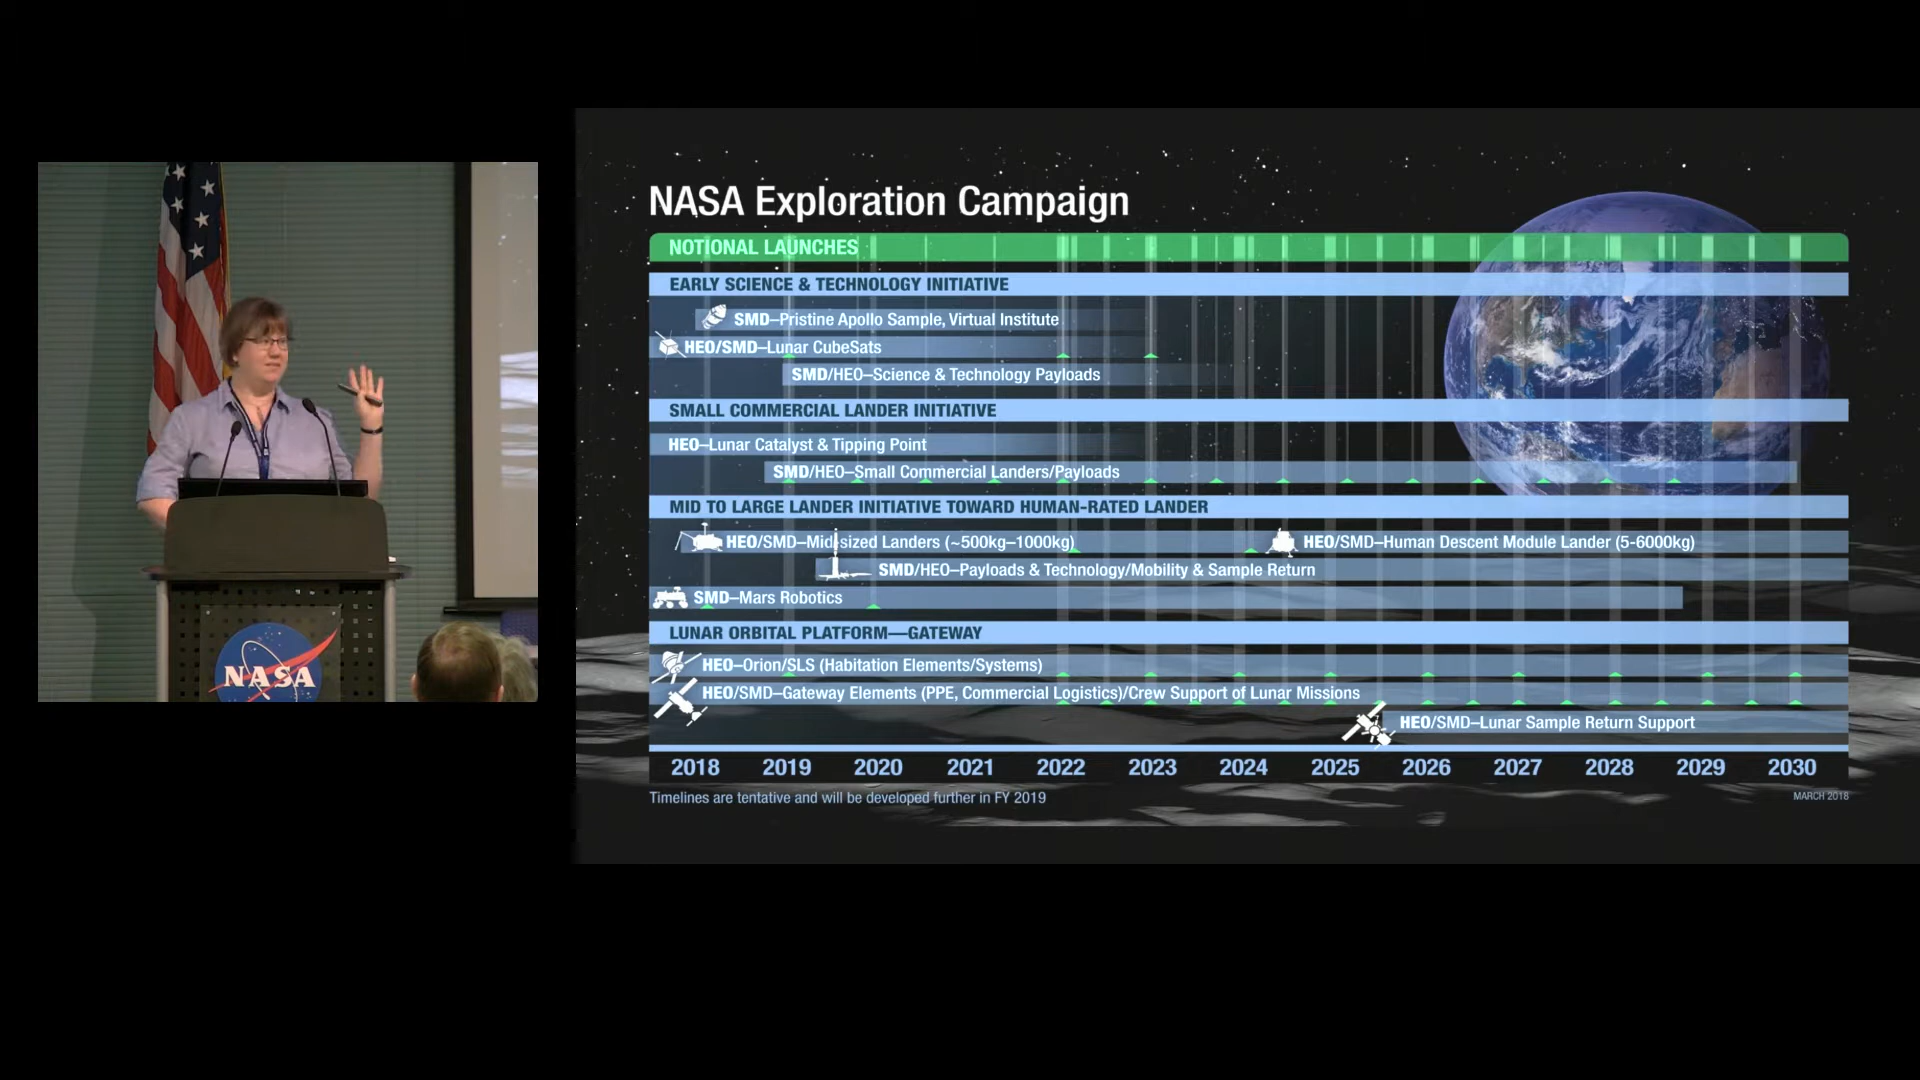 NASA
NASA Exploration Campaign
NOTIONAL LAUNCHES
EARLY SCIENCE & TECHNOLOGY INITIATIVE
SMD–Pristine Apollo Sample, Virtual Institute
HEO/SMD–Lunar CubeSats
SMD/HEO–Science & Technology Payloads
SMALL COMMERCIAL LANDER INITIATIVE
HEO–Lunar Catalyst & Tipping Point
SMD/HEO–Small Commercial Landers/Payloads
MID TO LARGE LANDER INITIATIVE TOWARD HUMAN-RATED LANDER
HEO/SMD–Mid sized Landers (~500kg–1000kg) HEO/SMD–Human Descent Module Lander (5-6000kg)
SMD/HEO–Payloads & Technology/Mobility & Sample Return
SMD–Mars Robotics
LUNAR ORBITAL PLATFORM—GATEWAY
HEO–Orion/SLS (Habitation Elements/Systems)
HEO/SMD–Gateway Elements (PPE, Commercial Logistics)/Crew Support of Lunar Missions
HEO/SMD–Lunar Sample Return Support
2018 2019 2020 2021 2022 2023 2024 2025 2026 2027 2028 2029 2030
Timelines are tentative and will be developed further in FY 2019
MARCH 2018